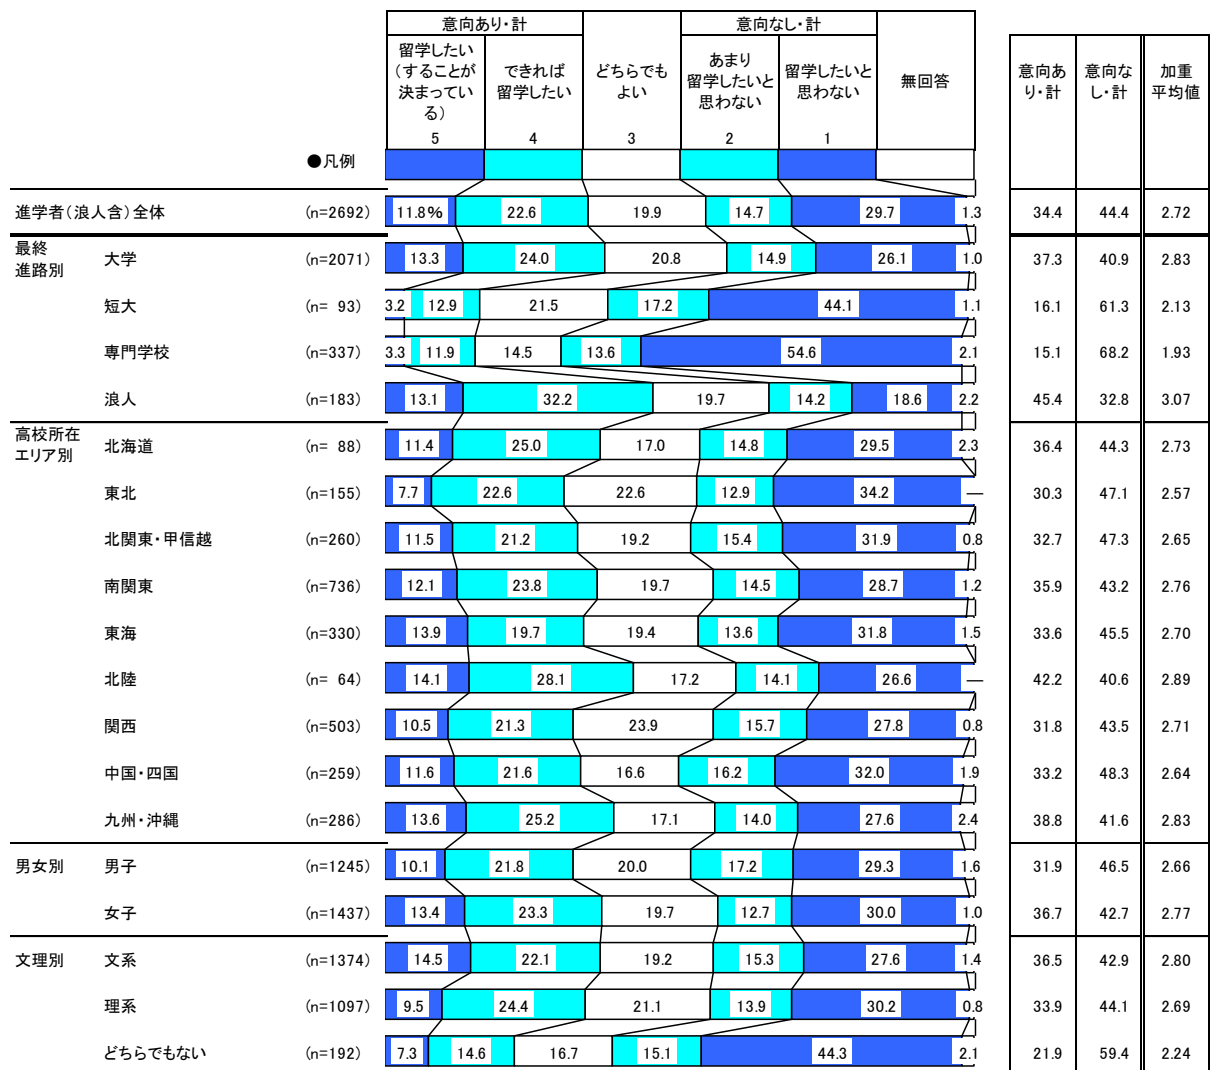 意向あり・計 意向なし・計
留学したい
(することが
決まってい
る)
5
できれば
留学したい
4
どちらでも
よい
3
あまり
留学したいと
思わない
2
留学したいと
思わない
1
無回答
意向あ
り・計
意向な
し・計
加重
平均値
●凡例
進学者(浪人含)全体 (n=2692) 11.8% 22.6 19.9 14.7 29.7 1.3 34.4 44.4 2.72
最終
進路別
大学 (n=2071) 13.3 24.0 20.8 14.9 26.1 1.0 37.3 40.9 2.83
短大 (n= 93) 3.2 12.9 21.5 17.2 44.1 1.1 16.1 61.3 2.13
専門学校 (n=337) 3.3 11.9 14.5 13.6 54.6 2.1 15.1 68.2 1.93
浪人 (n=183) 13.1 32.2 19.7 14.2 18.6 2.2 45.4 32.8 3.07
高校所在
エリア別
北海道 (n= 88) 11.4 25.0 17.0 14.8 29.5 2.3 36.4 44.3 2.73
東北 (n=155) 7.7 22.6 22.6 12.9 34.2 — 30.3 47.1 2.57
北関東・甲信越 (n=260) 11.5 21.2 19.2 15.4 31.9 0.8 32.7 47.3 2.65
南関東 (n=736) 12.1 23.8 19.7 14.5 28.7 1.2 35.9 43.2 2.76
東海 (n=330) 13.9 19.7 19.4 13.6 31.8 1.5 33.6 45.5 2.70
北陸 (n= 64) 14.1 28.1 17.2 14.1 26.6 — 42.2 40.6 2.89
関西 (n=503) 10.5 21.3 23.9 15.7 27.8 0.8 31.8 43.5 2.71
中国・四国 (n=259) 11.6 21.6 16.6 16.2 32.0 1.9 33.2 48.3 2.64
九州・沖縄 (n=286) 13.6 25.2 17.1 14.0 27.6 2.4 38.8 41.6 2.83
男女別 男子 (n=1245) 10.1 21.8 20.0 17.2 29.3 1.6 31.9 46.5 2.66
女子 (n=1437) 13.4 23.3 19.7 12.7 30.0 1.0 36.7 42.7 2.77
文理別 文系 (n=1374) 14.5 22.1 19.2 15.3 27.6 1.4 36.5 42.9 2.80
理系 (n=1097) 9.5 24.4 21.1 13.9 30.2 0.8 33.9 44.1 2.69
どちらでもない (n=192) 7.3 14.6 16.7 15.1 44.3 2.1 21.9 59.4 2.24